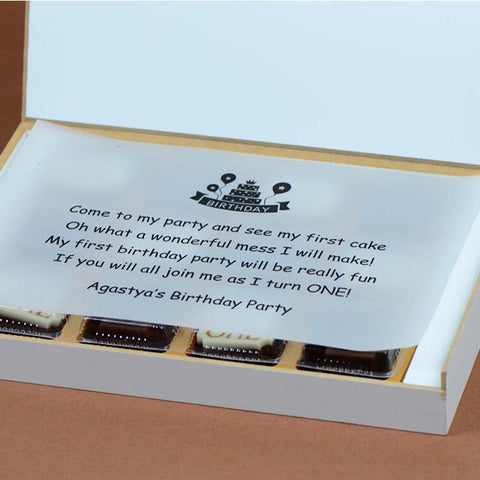 BIRTHDAY
Come to my party and see my first cake
Oh what a wonderful mess I will make!
My first birthday party will be really fun
If you will all join me as I turn ONE!
Agastya's Birthday Party
ONE